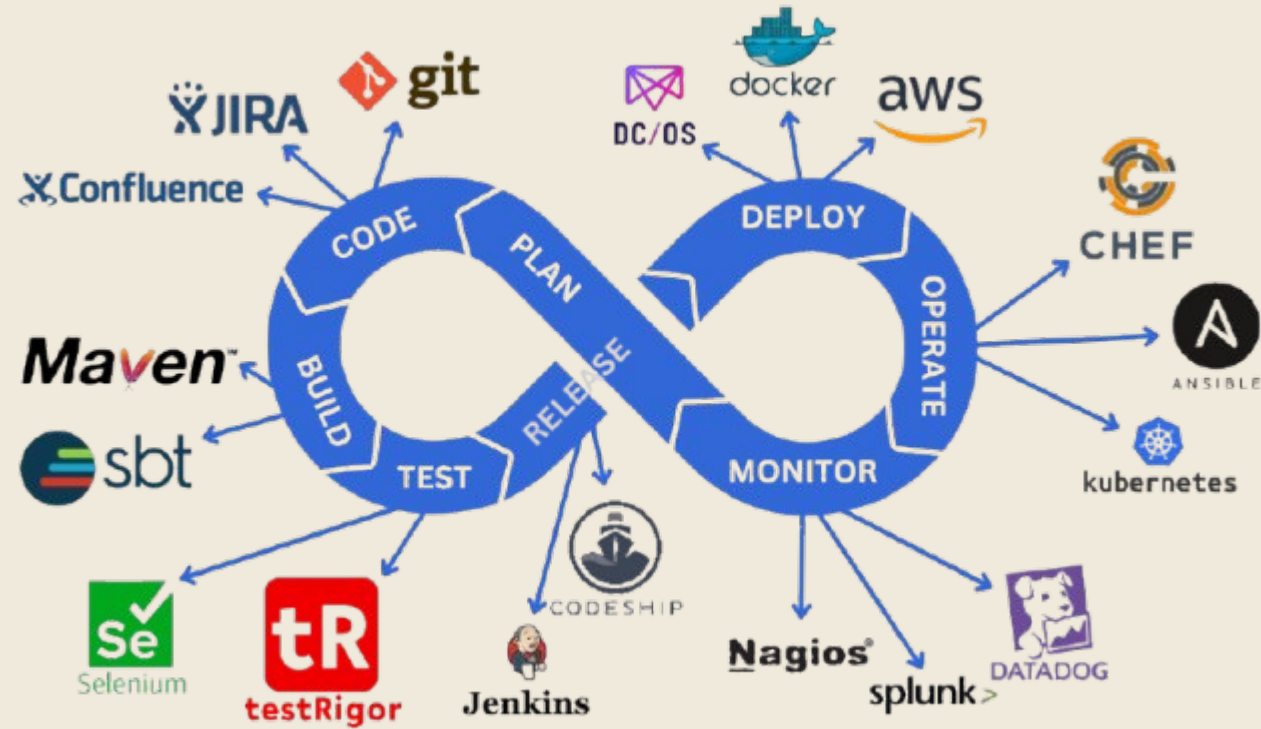 git
JIRA
Confluence
docker
DC/OS
aws
CHEF
ANSIBLE
kubernetes
CODE
PLAN
DEPLOY
OPERATE
MONITOR
RELEASE
TEST
BUILD
Maven™
sbt
Se
Selenium
tR
testRigor
Jenkins
CODESHIP
Nagios®
splunk>
DATADOG